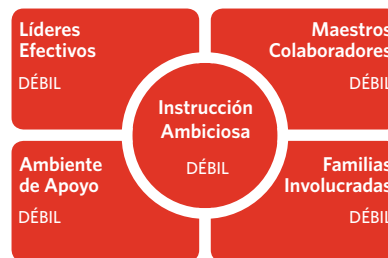 Líderes
Efectivos
DÉBIL
Maestros
Colaboradores
DÉBIL
Instrucción
Ambiciosa
DÉBIL
Ambiente
de Apoyo
DÉBIL
Familias
Involucradas
DÉBIL